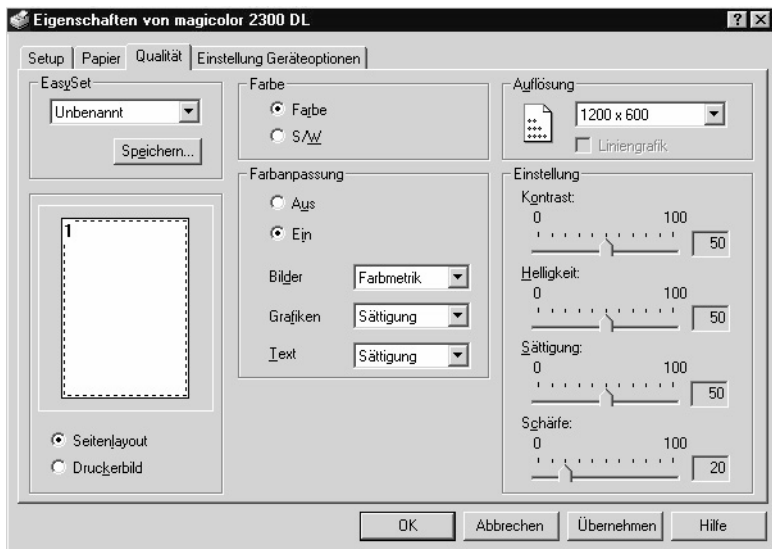 Eigenschaften von magicolor 2300 DL
Setup
Papier
Qualität
Einstellung Geräteoptionen
EasySet
Unbenannt
Speichern...
1
Seitenlayout
Druckerbild
Farbe
Farbe
S/W
Farbanpassung
Aus
Ein
Bilder
Farbmetrik
Grafiken
Sättigung
Text
Sättigung
Auflösung
1200 x 600
Liniengrafik
Einstellung
Kontrast:
0 100
50
Helligkeit:
0 100
50
Sättigung:
0 100
50
Schärfe:
0 100
20
OK
Abbrechen
Übernehmen
Hilfe